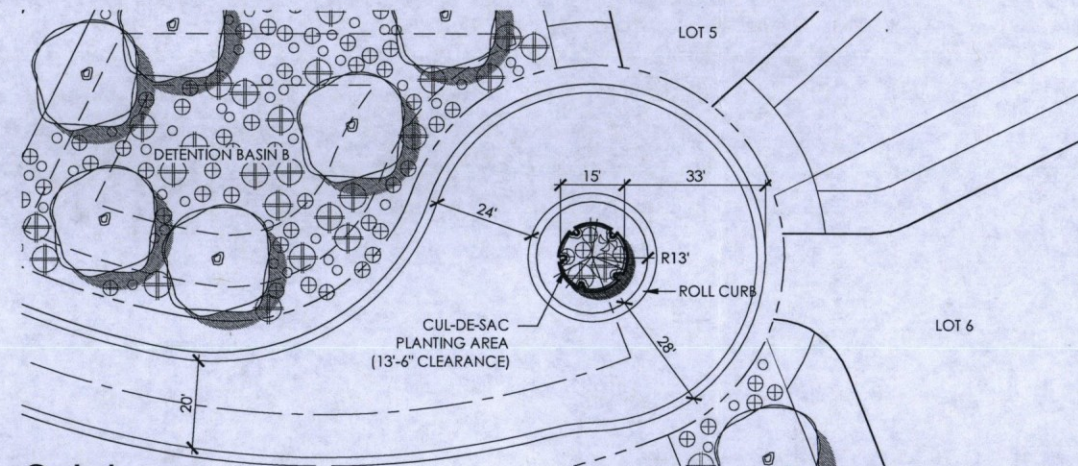 LOT 5
DETENTION BASIN B
15'
33'
24'
R13'
ROLL CURB
CUL-DE-SAC
PLANTING AREA
(13'-6" CLEARANCE)
28'
LOT 6
20'